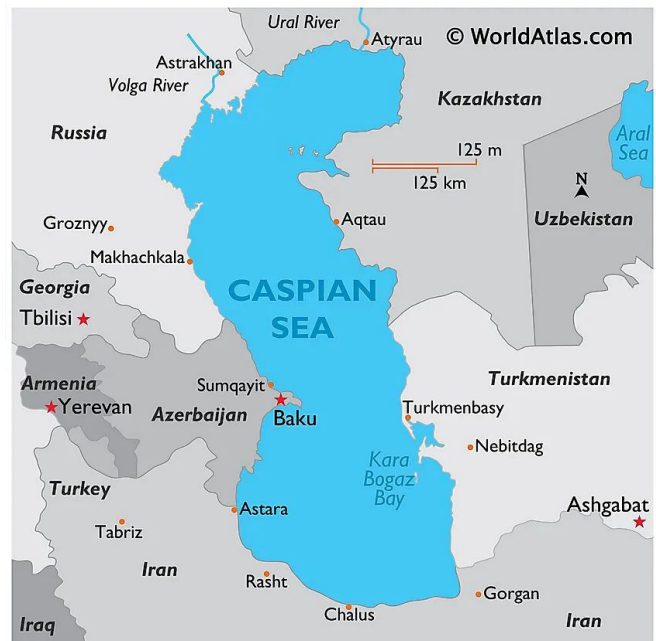 Ural River
Atyrau
© WorldAtlas.com
Astrakhan
Volga River
Kazakhstan
Russia
Aral
Sea
125 m
125 km
N
Uzbekistan
Groznyy
Aqtau
Makhachkala
Georgia
CASPIAN
SEA
Tbilisi
Armenia
Sumqayit
Turkmenistan
Yerevan
Azerbaijan
Baku
Turkmenbasy
Nebitdag
Kara
Bogaz
Bay
Turkey
Ashgabat
Astara
Tabriz
Iran
Rasht
Gorgan
Chalus
Iran
Iraq